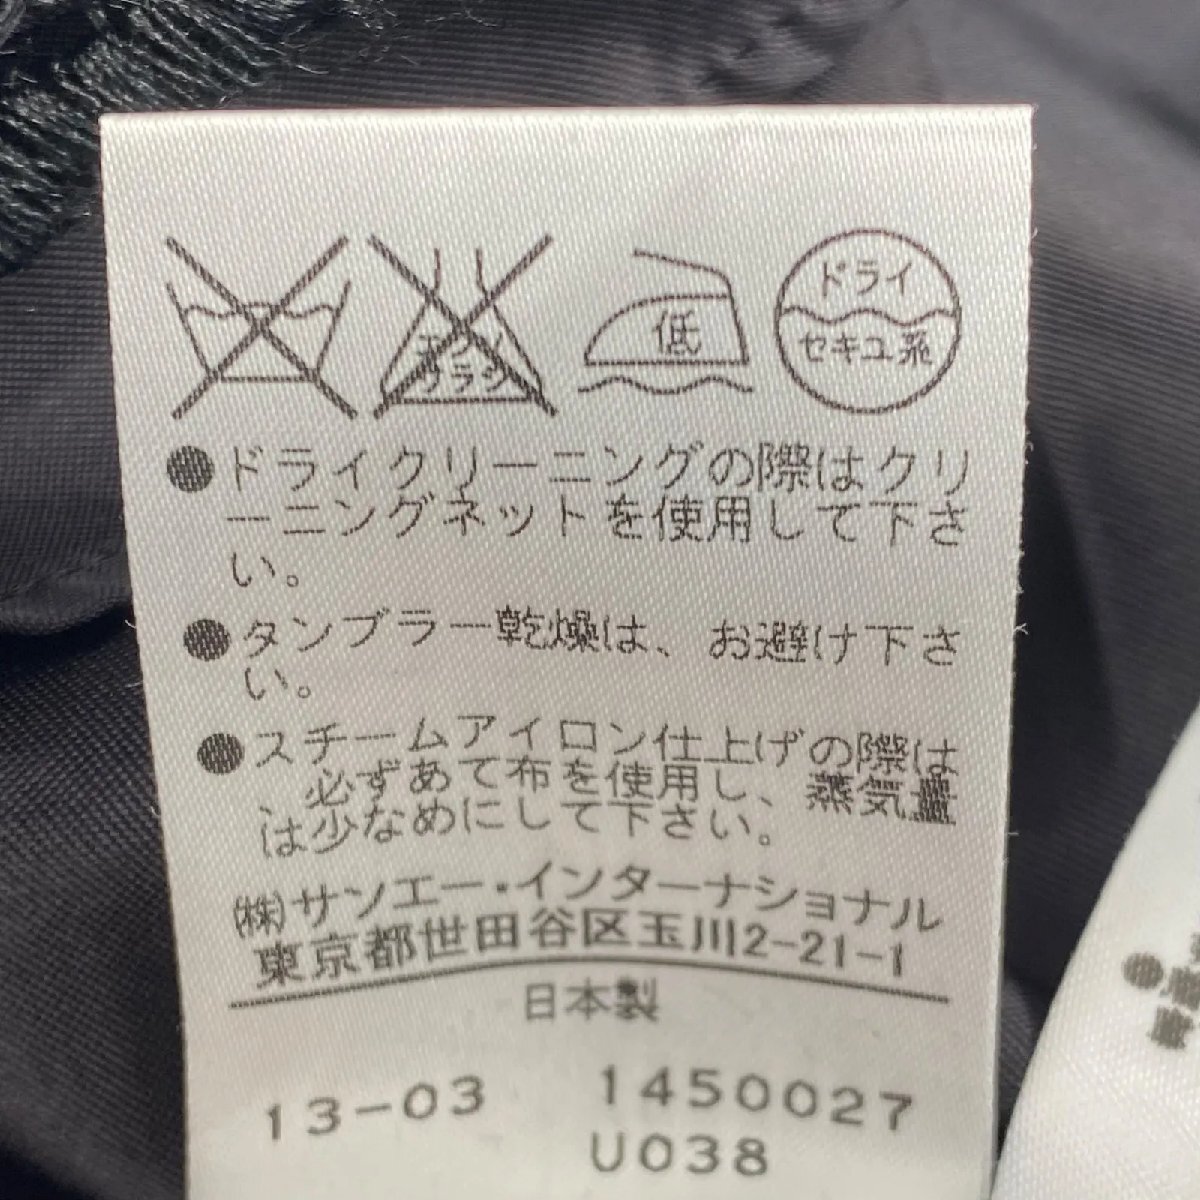 エンソ
サラシ
低
ドライ
セキユ系
●ドライクリーニングの際はクリ
ーニングネットを使用して下さ
い。
●タンブラー乾燥は、お避け下さ
い。
●スチームアイロン仕上げの際は
必ずあて布を使用し、蒸気量
は少なめにして下さい。
(株)サンエー・インターナショナル
東京都世田谷区玉川2-21-1
日本製
13-03 1450027
U038